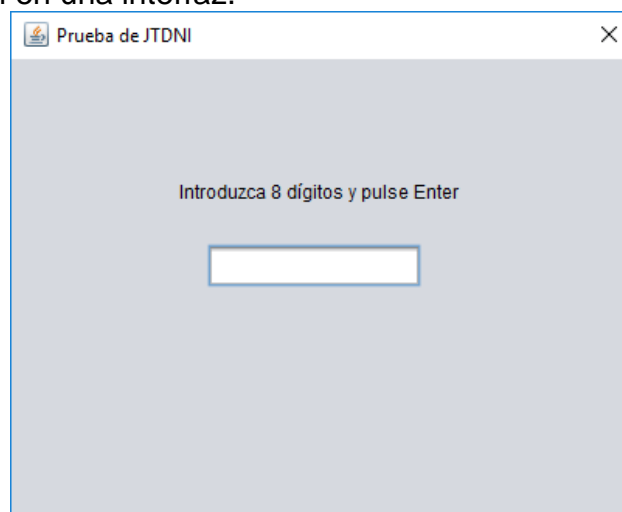 en una interfaz.
Prueba de JTDNI
Introduzca 8 dígitos y pulse Enter